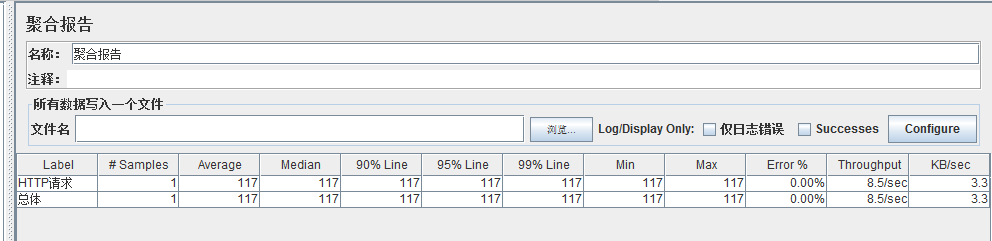 聚合报告
名称： 聚合报告
注释：
所有数据写入一个文件
文件名 浏览... Log/Display Only: 仅日志错误 Successes Configure
Label # Samples Average Median 90% Line 95% Line 99% Line Min Max Error % Throughput KB/sec
HTTP请求 1 117 117 117 117 117 117 117 0.00% 8.5/sec 3.3
总体 1 117 117 117 117 117 117 117 0.00% 8.5/sec 3.3